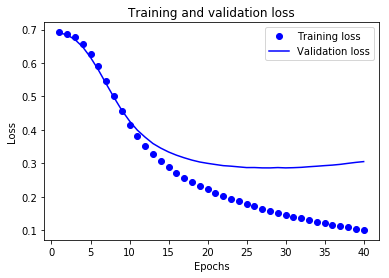 Training and validation loss
Training loss
Validation loss
0.7
0.6
0.5
0.4
0.3
0.2
0.1
Loss
0 5 10 15 20 25 30 35 40
Epochs